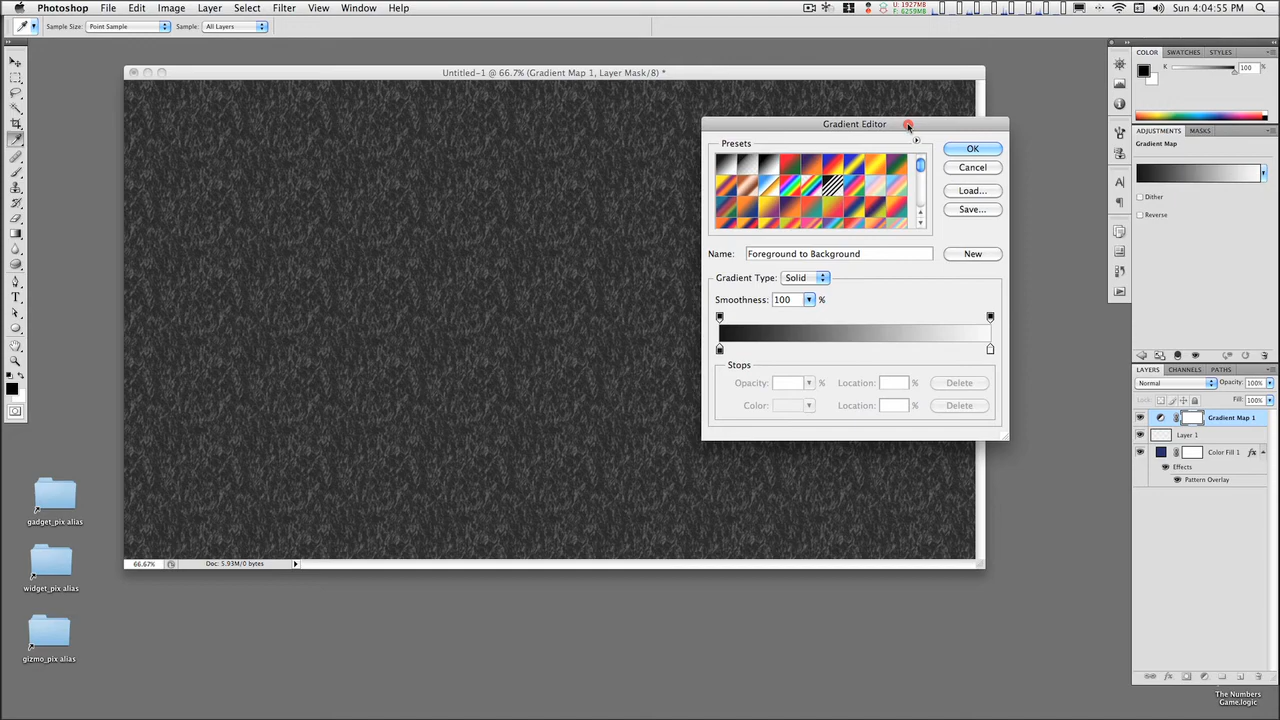 Photoshop File Edit Image Layer Select Filter View Window Help
U: 1927MB
F: 6259MB
Sun 4:04:55 PM
Sample Size: Point Sample Sample: All Layers
Untitled-1 @ 66.7% (Gradient Map 1, Layer Mask/8) *
COLOR SWATCHES STYLES
K 100 %
Gradient Editor
ADJUSTMENTS MASKS
Gradient Map
Presets
OK
Cancel
Load...
Save...
Dither
Reverse
Name: Foreground to Background New
Gradient Type: Solid
Smoothness: 100 %
Stops
Opacity: % Location: % Delete
Color: Location: % Delete
LAYERS CHANNELS PATHS
Normal Opacity: 100%
Lock: Fill: 100%
Gradient Map 1
Layer 1
Color Fill 1 fx
Effects
Pattern Overlay
gadget_pix alias
widget_pix alias
gizmo_pix alias
66.67% Doc: 5.93M/0 bytes
The Numbers
Game.logic